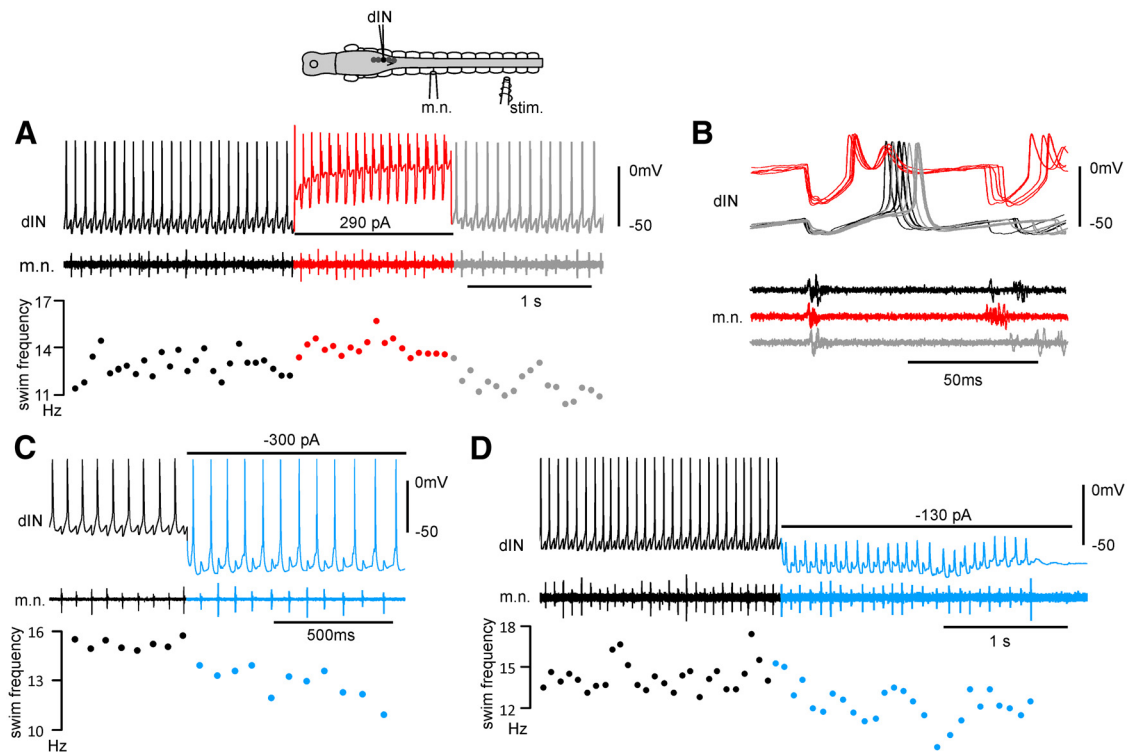 dIN
m.n.
stim.
A
0mV
-50
dIN
290 pA
m.n.
1 s
17
14
11
swim frequency
Hz
B
0mV
-50
dIN
m.n.
50ms
C
-300 pA
0mV
-50
dIN
m.n.
500ms
16
13
10
swim frequency
Hz
D
0mV
-130 pA
-50
dIN
m.n.
1 s
18
15
12
swim frequency
Hz